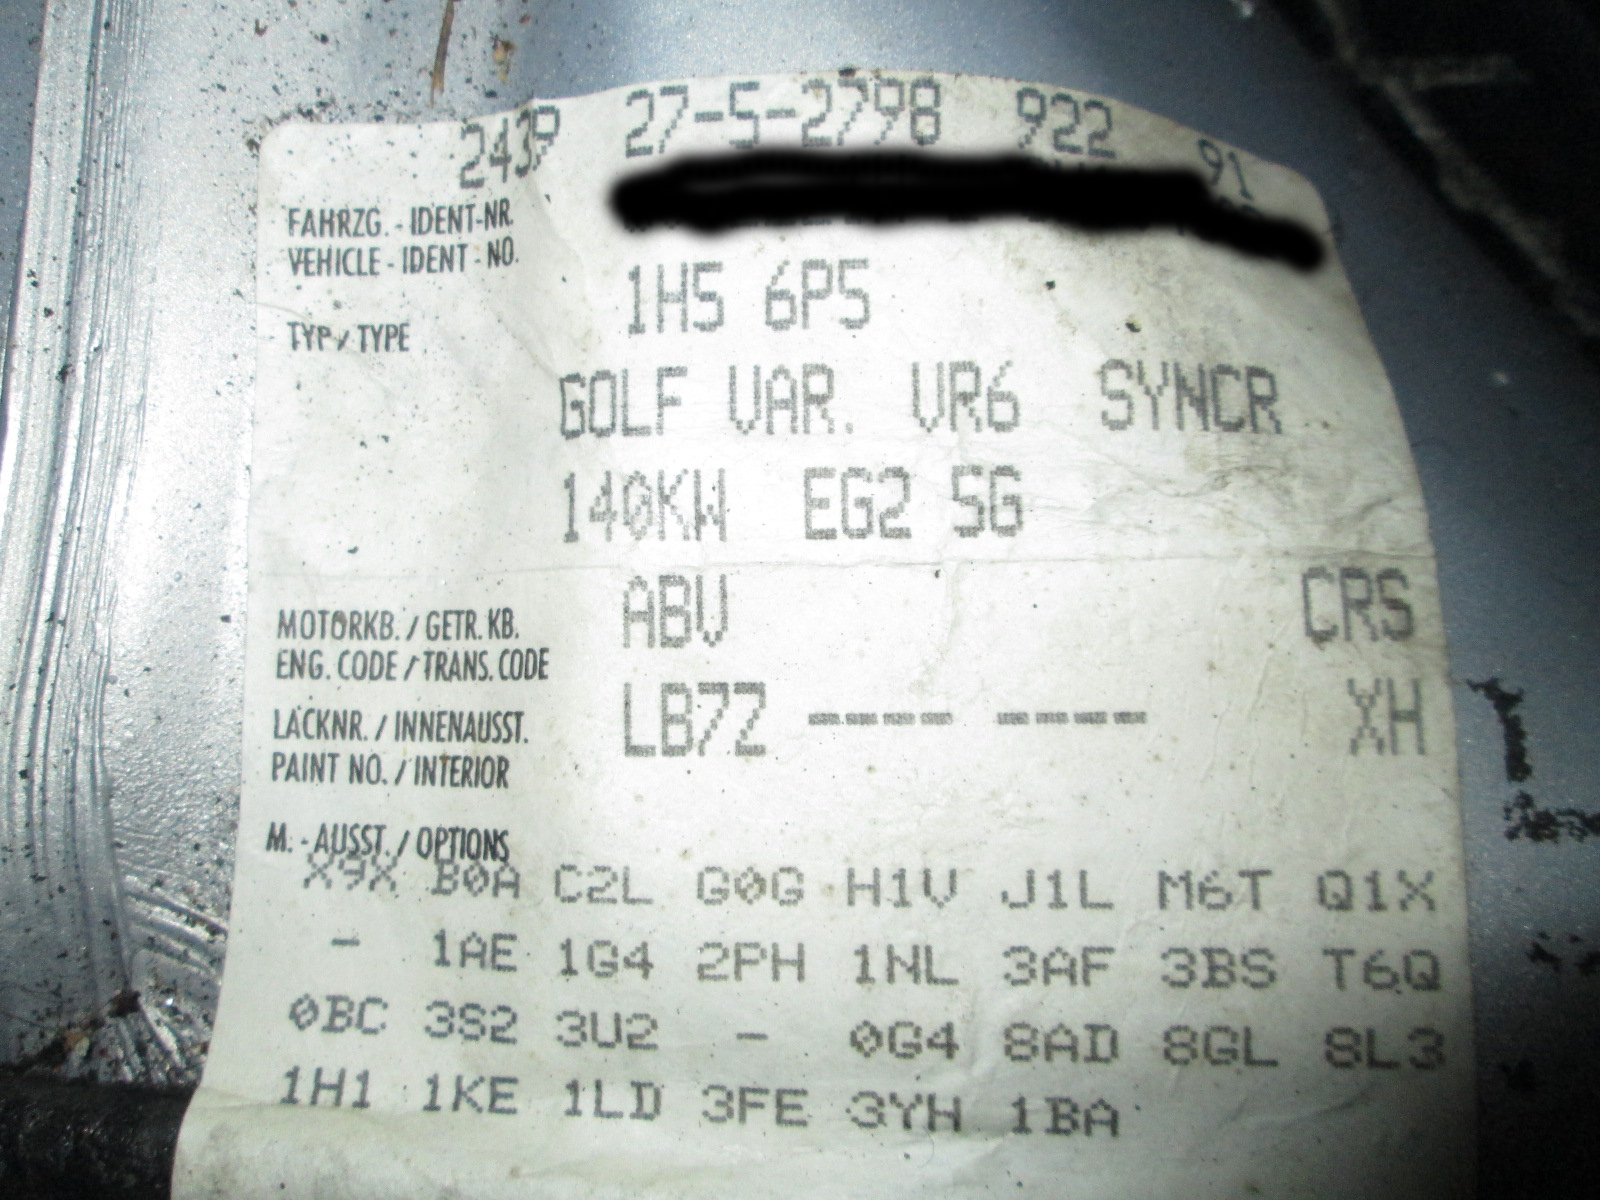 2439 27-5-2798 922 91
FAHRZG. - IDENT-NR.
VEHICLE - IDENT - NO.
1H5 6P5
TYP / TYPE
GOLF VAR. VR6 SYNCR
140KW EG2 5G
ABV CRS
MOTORKB. / GETR. KB.
ENG. CODE / TRANS. CODE
LB7Z ---- ---- XH
LACKNR. / INNENAUSST.
PAINT NO. / INTERIOR
M. - AUSST. / OPTIONS
X9X B0A C2L G0G H1V J1L M6T Q1X
- 1AE 1G4 2PH 1NL 3AF 3BS T6Q
0BC 3S2 3U2 - 0G4 8AD 8GL 8L3
1H1 1KE 1LD 3FE 3YH 1BA